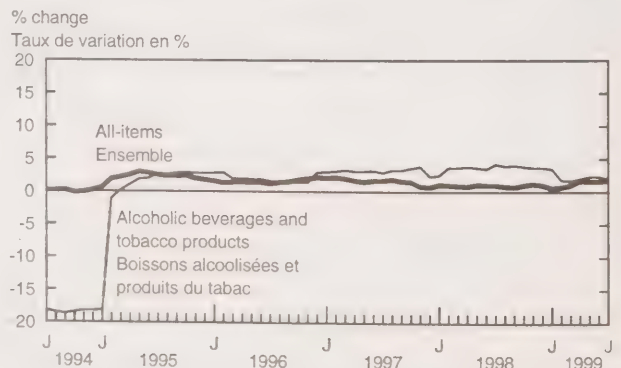 % change
Taux de variation en %
20
15
10
5
0
-5
-10
-15
20
All-items
Ensemble
Alcoholic beverages and
tobacco products
Boissons alcoolisées et
produits du tabac
J J J J J J J
1994 1995 1996 1997 1998 1999